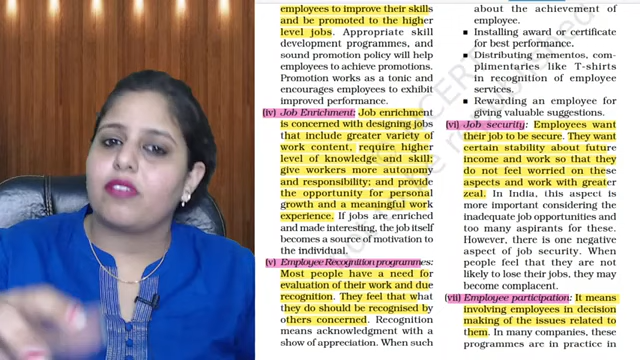 employees to improve their skills
and be promoted to the higher
level jobs. Appropriate skill
development programmes, and
sound promotion policy will help
employees to achieve promotions.
Promotion works as a tonic and
encourages employees to exhibit
improved performance.
(iv) Job Enrichment: Job enrichment
is concerned with designing jobs
that include greater variety of
work content, require higher
level of knowledge and skill;
give workers more autonomy
and responsibility; and provide
the opportunity for personal
growth and a meaningful work
experience. If jobs are enriched
and made interesting, the job itself
becomes a source of motivation to
the individual.
(v) Employee Recognition programmes:
Most people have a need for
evaluation of their work and due
recognition. They feel that what
they do should be recognised by
others concerned. Recognition
means acknowledgment with a
show of appreciation. When such
about the achievement of
employee.
▪ Installing award or certificate
for best performance.
▪ Distributing mementos, com-
plimentaries like T-shirts
in recognition of employee
services.
▪ Rewarding an employee for
giving valuable suggestions.
(vi) Job security: Employees want
their job to be secure. They want
certain stability about future
income and work so that they
do not feel worried on these
aspects and work with greater
zeal. In India, this aspect is
more important considering the
inadequate job opportunities and
too many aspirants for these.
However, there is one negative
aspect of job security. When
people feel that they are not
likely to lose their jobs, they may
become complacent.
(vii) Employee participation: It means
involving employees in decision
making of the issues related to
them. In many companies, these
programmes are in practice in